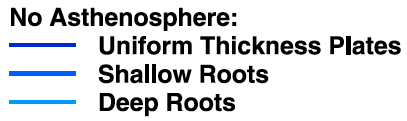 No Asthenosphere:
Uniform Thickness Plates
Shallow Roots
Deep Roots